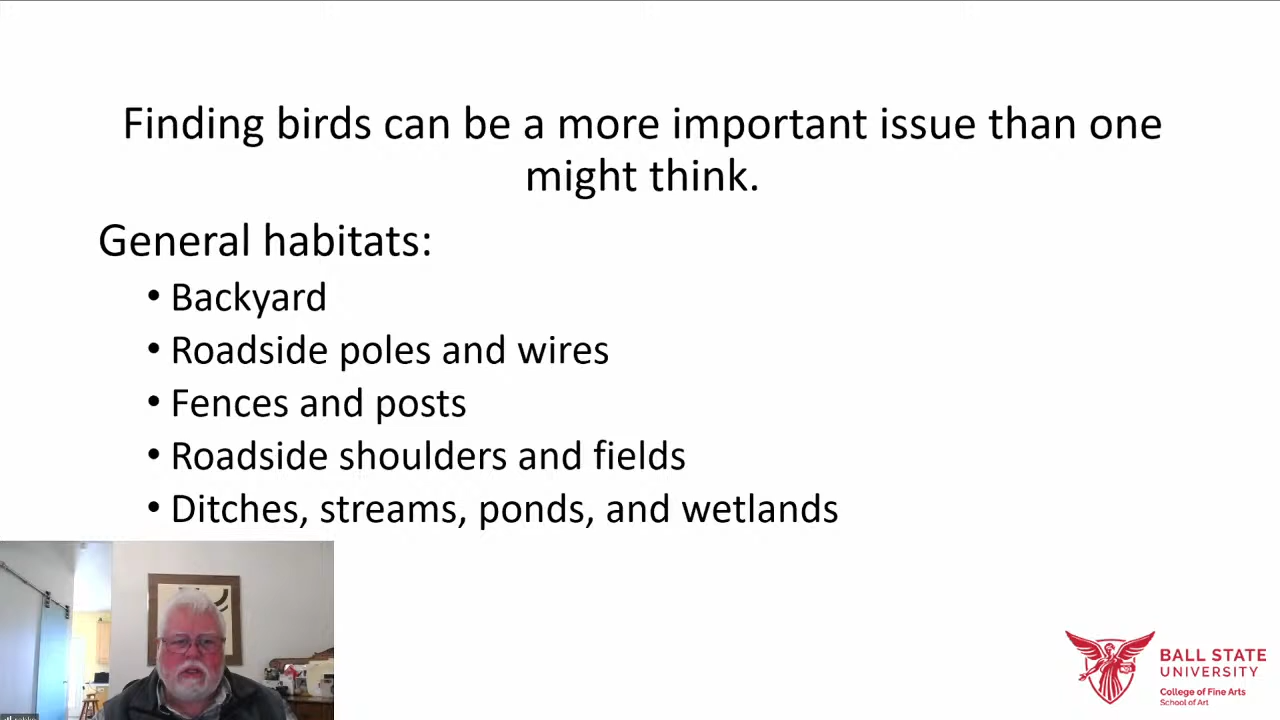 Finding birds can be a more important issue than one
might think.
General habitats:
• Backyard
• Roadside poles and wires
• Fences and posts
• Roadside shoulders and fields
• Ditches, streams, ponds, and wetlands
BALL STATE
UNIVERSITY
College of Fine Arts
School of Art